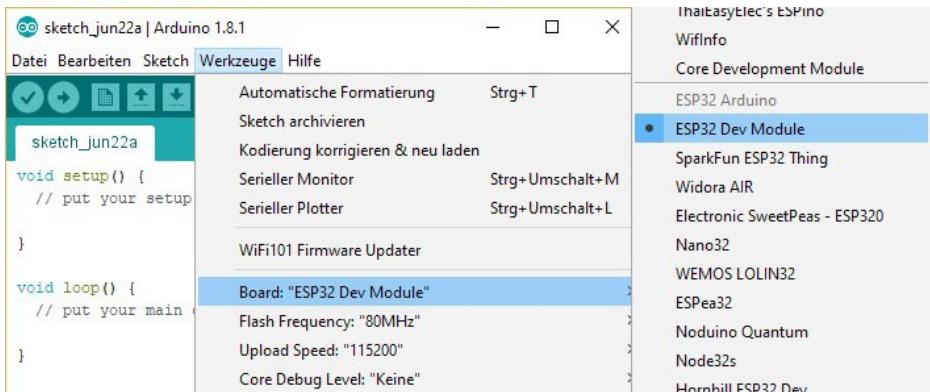 sketch_jun22a | Arduino 1.8.1
Datei Bearbeiten Sketch Werkzeuge Hilfe
sketch_jun22a
void setup() {
// put your setup
}
void loop() {
// put your main
}
Automatische Formatierung Strg+T
Sketch archivieren
Kodierung korrigieren & neu laden
Serieller Monitor Strg+Umschalt+M
Serieller Plotter Strg+Umschalt+L
WiFi101 Firmware Updater
Board: "ESP32 Dev Module"
Flash Frequency: "80MHz"
Upload Speed: "115200"
Core Debug Level: "Keine"
ThaiEasyElec's ESPino
WifInfo
Core Development Module
ESP32 Arduino
ESP32 Dev Module
SparkFun ESP32 Thing
Widora AIR
Electronic SweetPeas - ESP320
Nano32
WEMOS LOLIN32
ESPea32
Noduino Quantum
Node32s
Hornbill ESP32 Dev